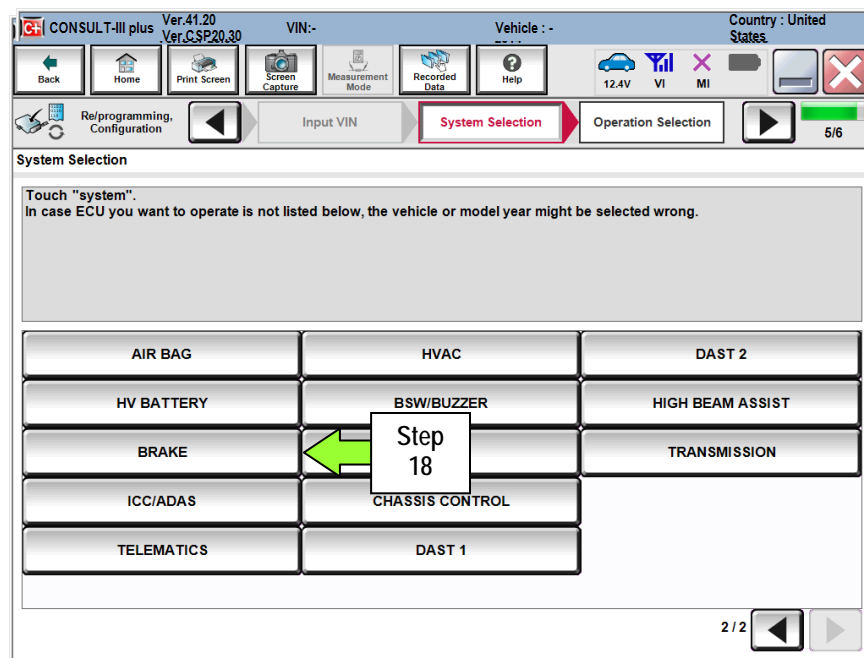 C+ CONSULT-III plus Ver.41.20 VIN:- Vehicle : - Country : United
Ver.CSP20.30 States
Back Home Print Screen Screen Capture Measurement Mode Recorded Data Help 12.4V VI MI
Re/programming, Configuration Input VIN System Selection Operation Selection 5/6
System Selection
Touch "system".
In case ECU you want to operate is not listed below, the vehicle or model year might be selected wrong.
AIR BAG HVAC DAST 2
HV BATTERY BSW/BUZZER HIGH BEAM ASSIST
BRAKE TRANSMISSION
Step
18
ICC/ADAS CHASSIS CONTROL
TELEMATICS DAST 1
2 / 2